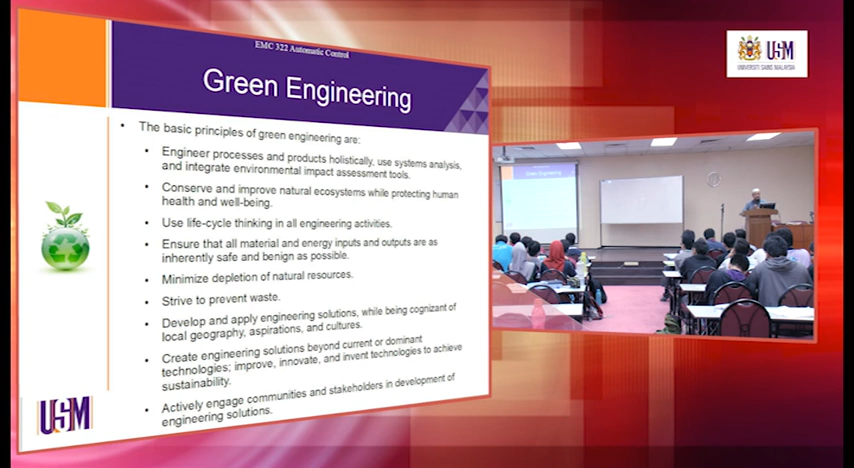 EMC 322 Automatic Control
Green Engineering
• The basic principles of green engineering are:
• Engineer processes and products holistically, use systems analysis,
and integrate environmental impact assessment tools.
• Conserve and improve natural ecosystems while protecting human
health and well-being.
• Use life-cycle thinking in all engineering activities.
• Ensure that all material and energy inputs and outputs are as
inherently safe and benign as possible.
• Minimize depletion of natural resources.
• Strive to prevent waste.
• Develop and apply engineering solutions, while being cognizant of
local geography, aspirations, and cultures.
• Create engineering solutions beyond current or dominant
technologies; improve, innovate, and invent technologies to achieve
sustainability.
• Actively engage communities and stakeholders in development of
engineering solutions.
USM
USM
UNIVERSITI SAINS MALAYSIA
Green Engineering